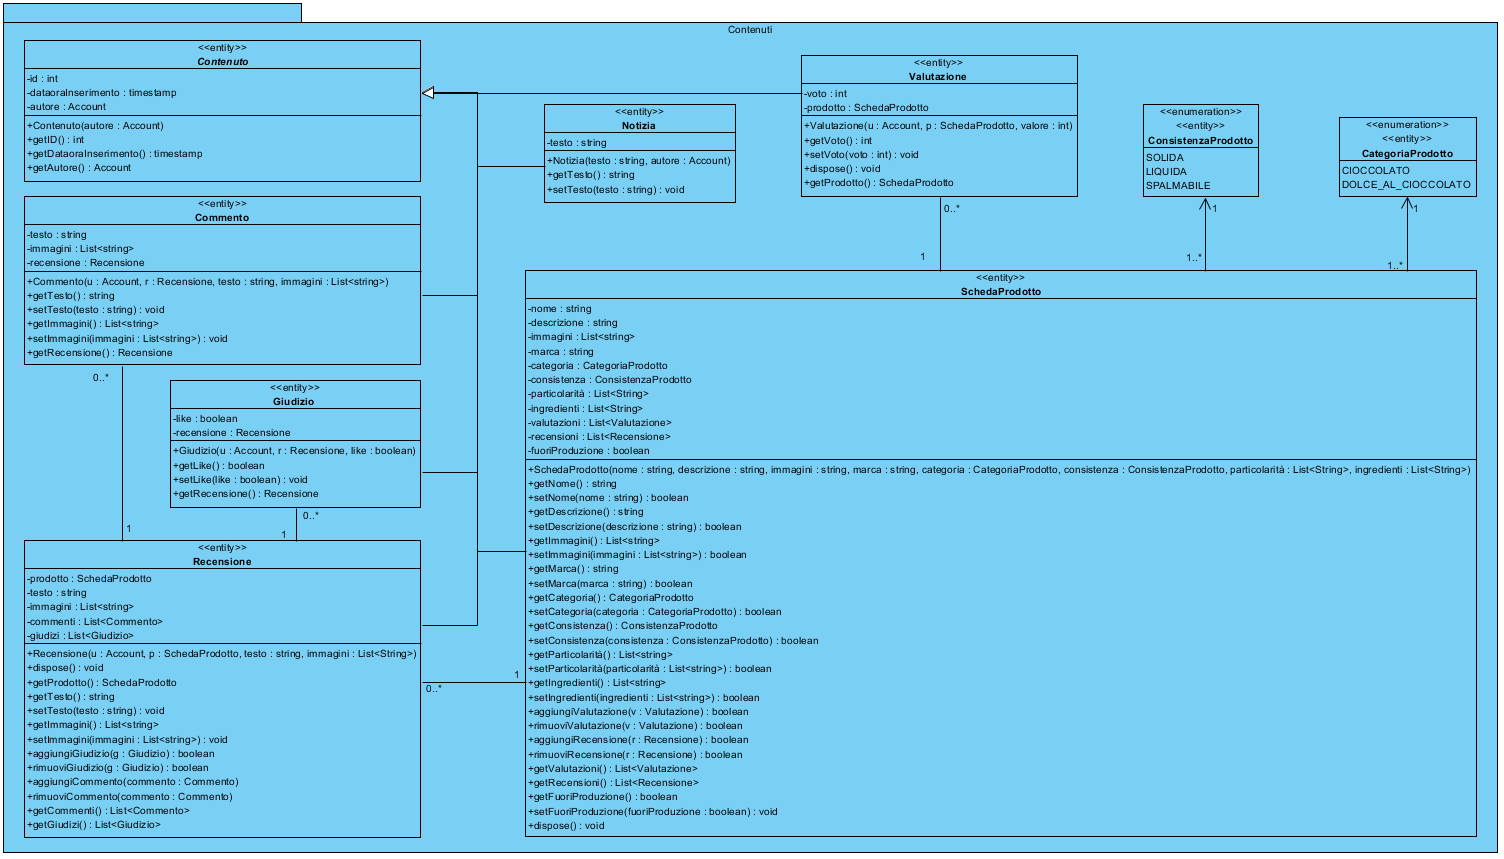 Contenuti
<<entity>>
Contenuto
-id : int
-dataoraInserimento : timestamp
-autore : Account
+Contenuto(autore : Account)
+getID() : int
+getDataoraInserimento() : timestamp
+getAutore() : Account
<<entity>>
Notizia
-testo : string
+Notizia(testo : string, autore : Account)
+getTesto() : string
+setTesto(testo : string) : void
<<entity>>
Valutazione
-voto : int
-prodotto : SchedaProdotto
+Valutazione(u : Account, p : SchedaProdotto, valore : int)
+getVoto() : int
+setVoto(voto : int) : void
+dispose() : void
+getProdotto() : SchedaProdotto
<<enumeration>>
<<entity>>
ConsistenzaProdotto
SOLIDA
LIQUIDA
SPALMABILE
<<enumeration>>
<<entity>>
CategoriaProdotto
CIOCCOLATO
DOLCE_AL_CIOCCOLATO
0..*
1
1
1..*
1
1..*
<<entity>>
Commento
-testo : string
-immagini : List<string>
-recensione : Recensione
+Commento(u : Account, r : Recensione, testo : string, immagini : List<string>)
+getTesto() : string
+setTesto(testo : string) : void
+getImmagini() : List<string>
+setImmagini(immagini : List<string>) : void
+getRecensione() : Recensione
0..*
1
<<entity>>
Giudizio
-like : boolean
-recensione : Recensione
+Giudizio(u : Account, r : Recensione, like : boolean)
+getLike() : boolean
+setLike(like : boolean) : void
+getRecensione() : Recensione
0..*
1
<<entity>>
Recensione
-prodotto : SchedaProdotto
-testo : string
-immagini : List<string>
-commenti : List<Commento>
-giudizi : List<Giudizio>
+Recensione(u : Account, p : SchedaProdotto, testo : string, immagini : List<String>)
+dispose() : void
+getProdotto() : SchedaProdotto
+getTesto() : string
+setTesto(testo : string) : void
+getImmagini() : List<string>
+setImmagini(immagini : List<string>) : void
+aggiungiGiudizio(g : Giudizio) : boolean
+rimuoviGiudizio(g : Giudizio) : boolean
+aggiungiCommento(commento : Commento)
+rimuoviCommento(commento : Commento)
+getCommenti() : List<Commento>
+getGiudizi() : List<Giudizio>
0..*
1
<<entity>>
SchedaProdotto
-nome : string
-descrizione : string
-immagini : List<string>
-marca : string
-categoria : CategoriaProdotto
-consistenza : ConsistenzaProdotto
-particolarità : List<String>
-ingredienti : List<String>
-valutazioni : List<Valutazione>
-recensioni : List<Recensione>
-fuoriProduzione : boolean
+SchedaProdotto(nome : string, descrizione : string, immagini : string, marca : string, categoria : CategoriaProdotto, consistenza : ConsistenzaProdotto, particolarità : List<String>, ingredienti : List<String>)
+getNome() : string
+setNome(nome : string) : boolean
+getDescrizione() : string
+setDescrizione(descrizione : string) : boolean
+getImmagini() : List<string>
+setImmagini(immagini : List<string>) : boolean
+getMarca() : string
+setMarca(marca : string) : boolean
+getCategoria() : CategoriaProdotto
+setCategoria(categoria : CategoriaProdotto) : boolean
+getConsistenza() : ConsistenzaProdotto
+setConsistenza(consistenza : ConsistenzaProdotto) : boolean
+getParticolarità() : List<string>
+setParticolarità(particolarità : List<string>) : boolean
+getIngredienti() : List<string>
+setIngredienti(ingredienti : List<string>) : boolean
+aggiungiValutazione(v : Valutazione) : boolean
+rimuoviValutazione(v : Valutazione) : boolean
+aggiungiRecensione(r : Recensione) : boolean
+rimuoviRecensione(r : Recensione) : boolean
+getValutazioni() : List<Valutazione>
+getRecensioni() : List<Recensione>
+getFuoriProduzione() : boolean
+setFuoriProduzione(fuoriProduzione : boolean) : void
+dispose() : void